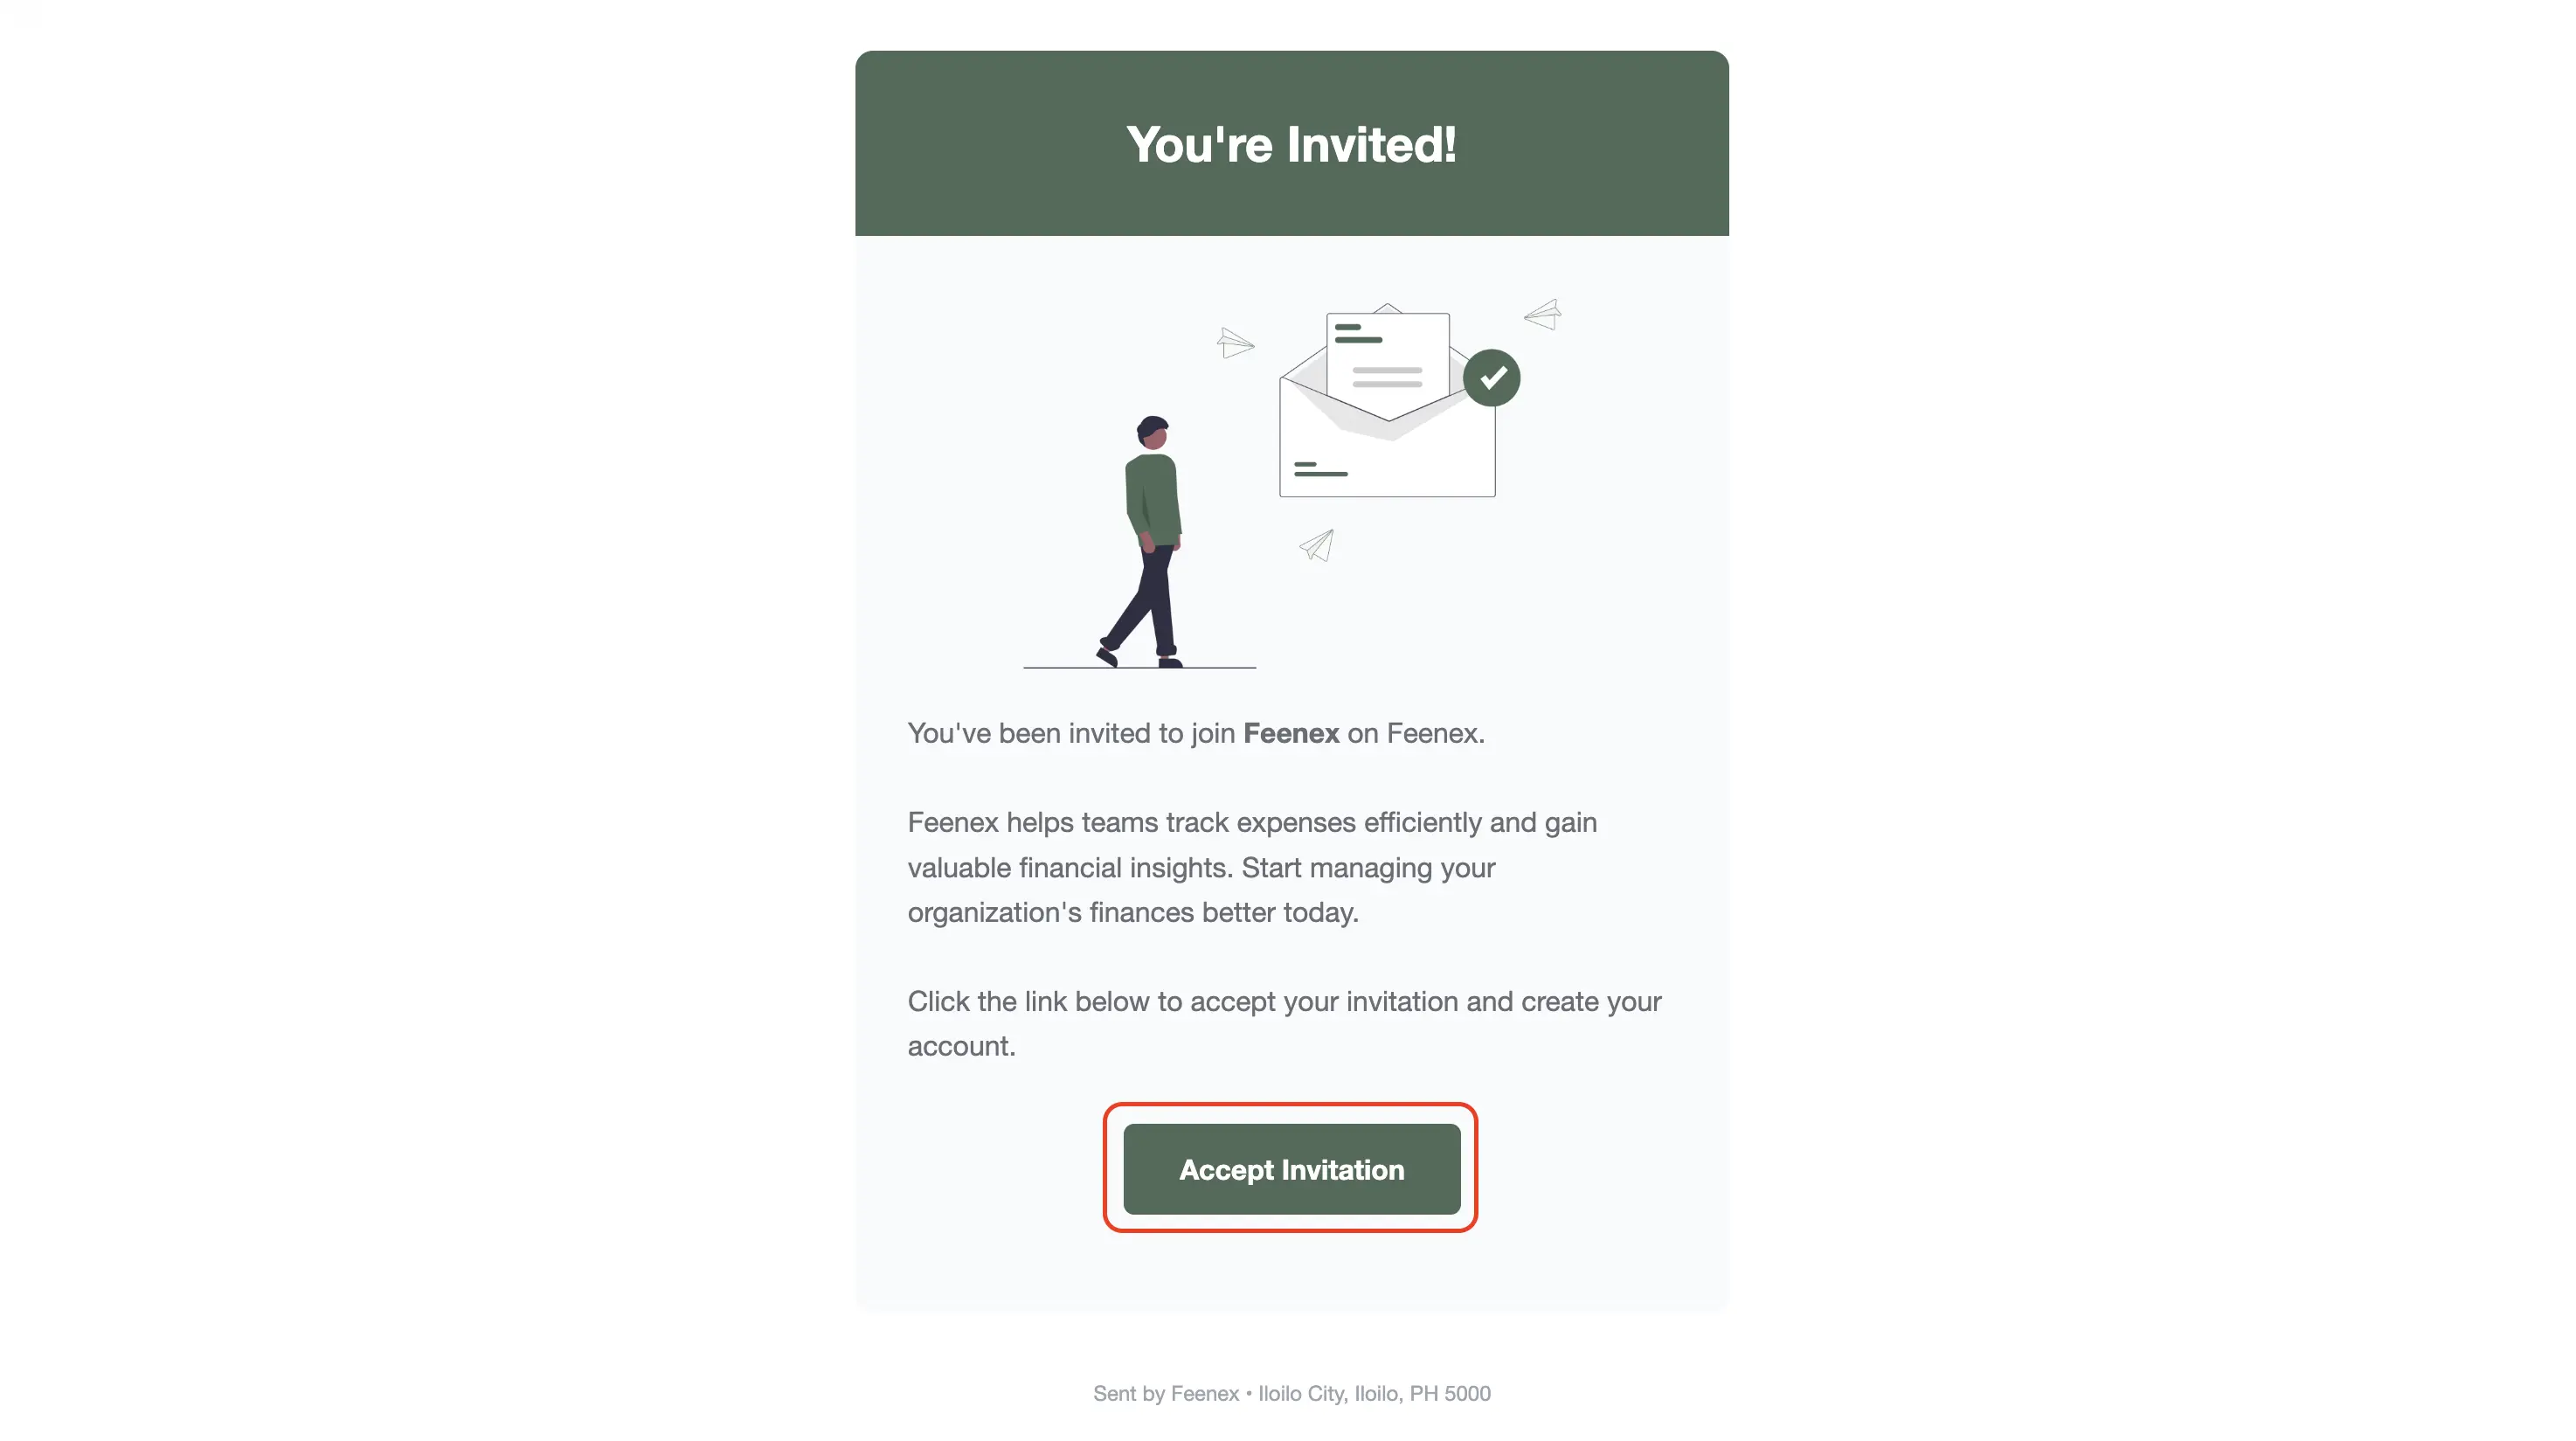 You're Invited!
You've been invited to join Feenex on Feenex.
Feenex helps teams track expenses efficiently and gain
valuable financial insights. Start managing your
organization's finances better today.
Click the link below to accept your invitation and create your
account.
Accept Invitation
Sent by Feenex • Iloilo City, Iloilo, PH 5000